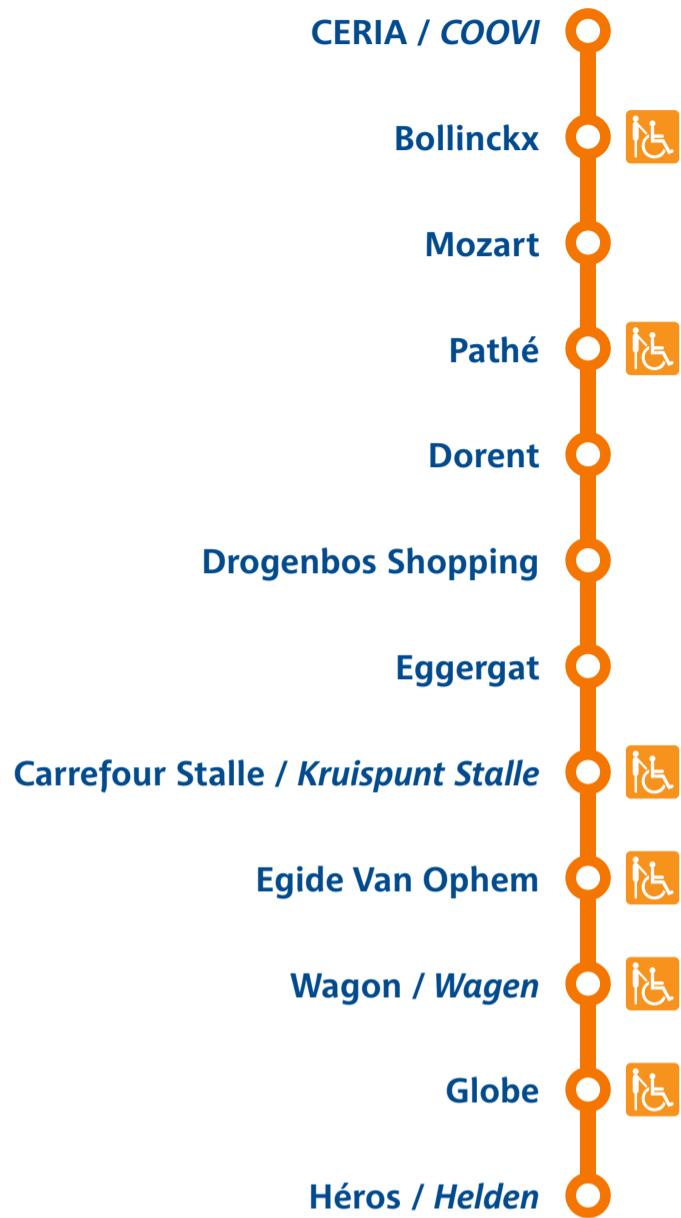 CERIA / COOVI
Bollinckx
Mozart
Pathé
Dorent
Drogenbos Shopping
Eggergat
Carrefour Stalle / Kruispunt Stalle
Egide Van Ophem
Wagon / Wagen
Globe
Héros / Helden